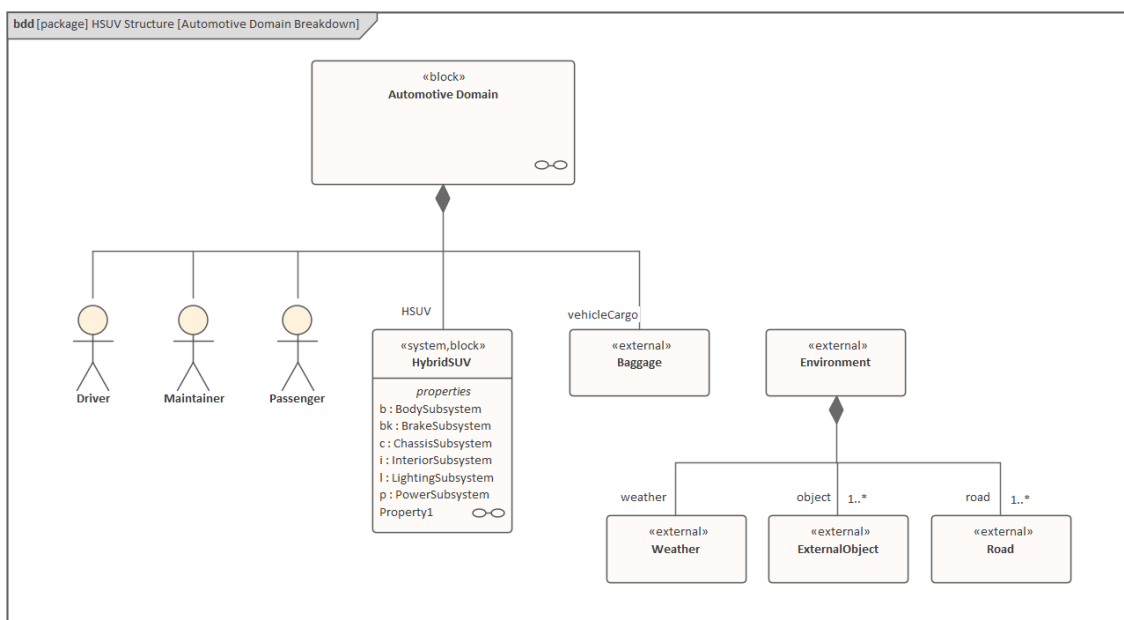 bdd [package] HSUV Structure [Automotive Domain Breakdown]
«block»
Automotive Domain
HSUV
vehicleCargo
Driver
Maintainer
Passenger
«system,block»
HybridSUV
properties
b : BodySubsystem
bk : BrakeSubsystem
c : ChassisSubsystem
i : InteriorSubsystem
l : LightingSubsystem
p : PowerSubsystem
Property1
«external»
Baggage
«external»
Environment
weather
object
1..*
road
1..*
«external»
Weather
«external»
ExternalObject
«external»
Road